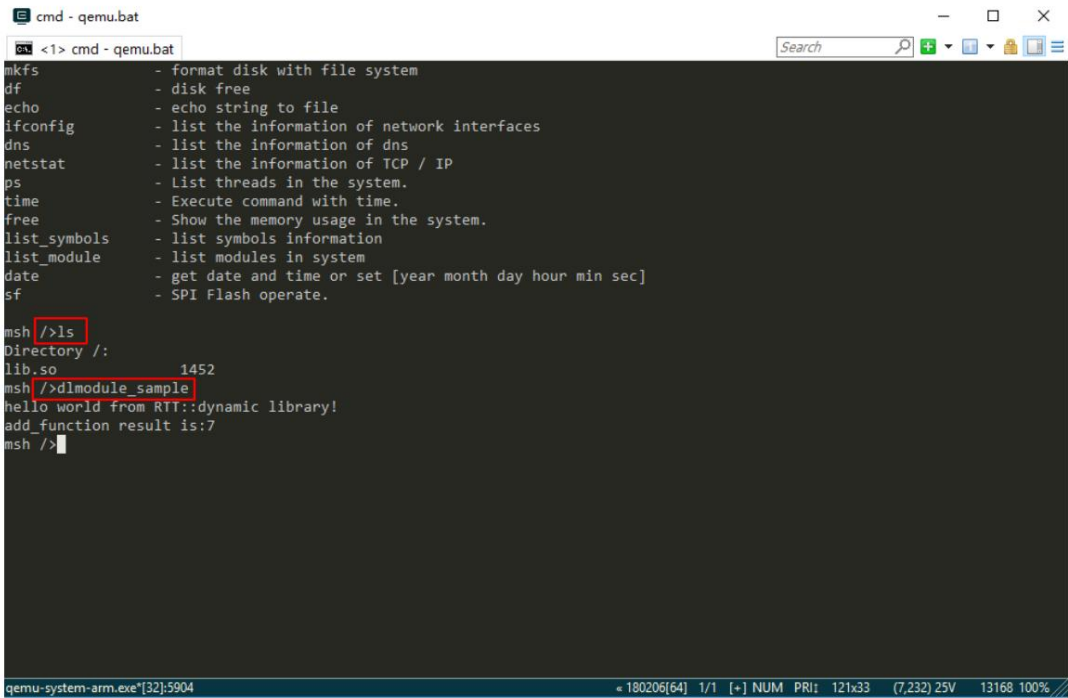 cmd - qemu.bat
<1> cmd - qemu.bat
Search
mkfs - format disk with file system
df - disk free
echo - echo string to file
ifconfig - list the information of network interfaces
dns - list the information of dns
netstat - list the information of TCP / IP
ps - List threads in the system.
time - Execute command with time.
free - Show the memory usage in the system.
list_symbols - list symbols information
list_module - list modules in system
date - get date and time or set [year month day hour min sec]
sf - SPI Flash operate.
msh />ls
Directory /:
lib.so 1452
msh />dlmodule_sample
hello world from RTT::dynamic library!
add_function result is:7
msh />
qemu-system-arm.exe*[32]:5904 « 180206[64] 1/1 [+] NUM PRI↕ 121x33 (7,232) 25V 13168 100%